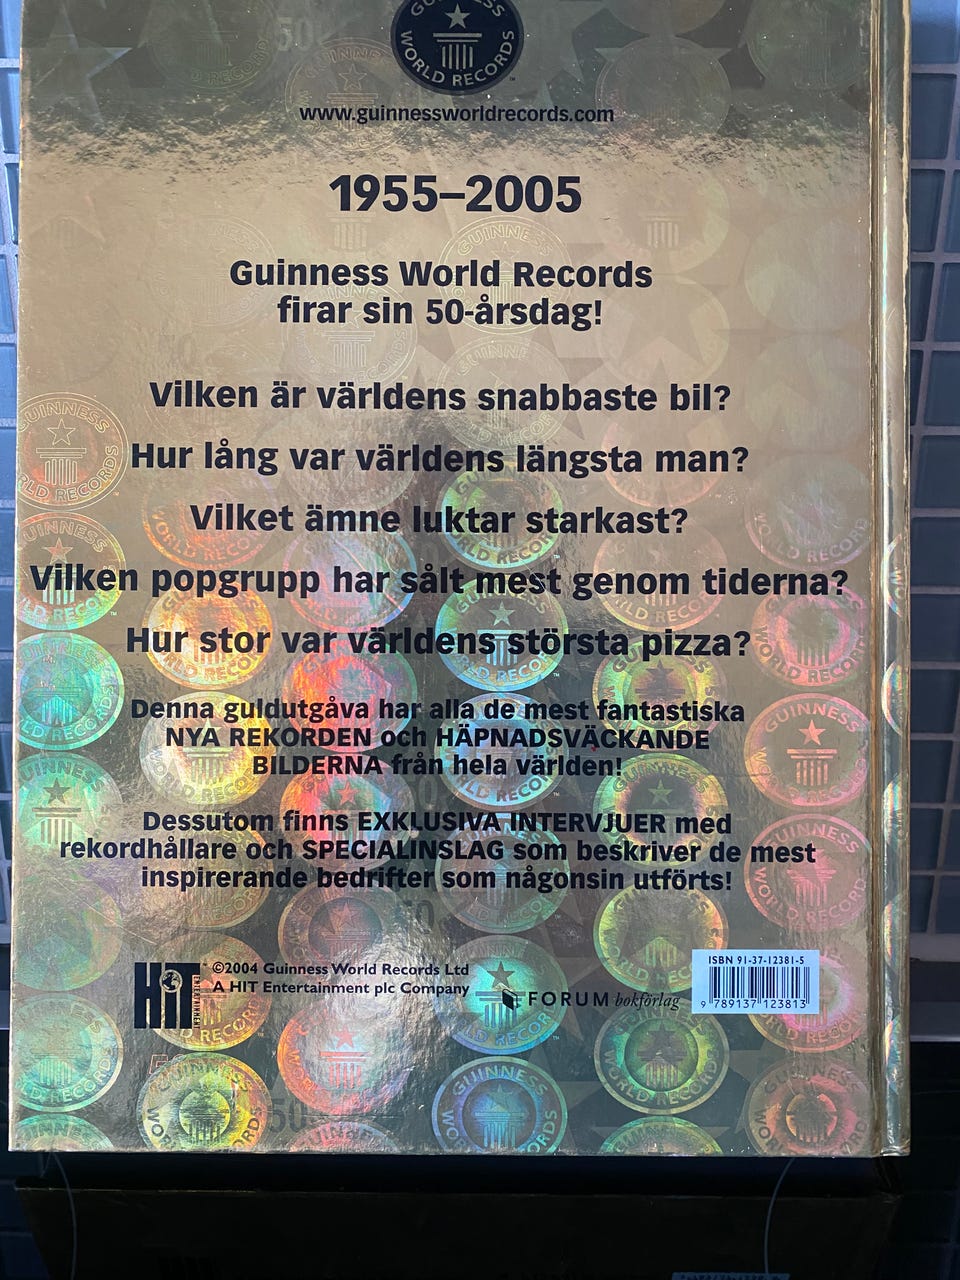 GUINNESS
WORLD RECORDS
www.guinnessworldrecords.com
1955–2005
Guinness World Records
firar sin 50-årsdag!
Vilken är världens snabbaste bil?
Hur lång var världens längsta man?
Vilket ämne luktar starkast?
Vilken popgrupp har sålt mest genom tiderna?
Hur stor var världens största pizza?
Denna guldutgåva har alla de mest fantastiska
NYA REKORDEN och HÄPNADSVÄCKANDE
BILDERNA från hela världen!
Dessutom finns EXKLUSIVA INTERVJUER med
rekordhållare och SPECIALINSLAG som beskriver de mest
inspirerande bedrifter som någonsin utförts!
HIT ENTERTAINMENT
©2004 Guinness World Records Ltd
A HIT Entertainment plc Company
FORUM bokförlag
ISBN 91-37-12381-5
9 789137 123813